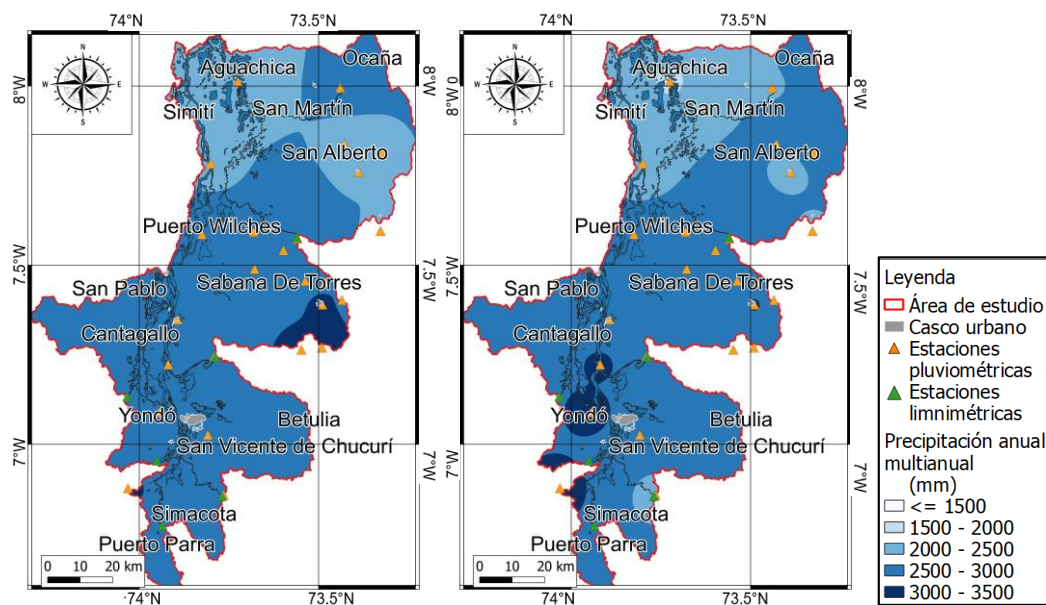 74°N
73.5°N
74°N
73.5°N
N
W
E
S
Ocaña
Aguachica
8°W
8°W
Simití
San Martín
San Alberto
Puerto Wilches
7.5°W
7.5°W
San Pablo
Sabana De Torres
Cantagallo
Yondó
Betulia
7°W
7°W
San Vicente de Chucurí
Simacota
Puerto Parra
0 10 20 km
74°N
73.5°N
N
W
E
S
Ocaña
Aguachica
8°W
Simití
San Martín
San Alberto
Puerto Wilches
7.5°W
San Pablo
Sabana De Torres
Cantagallo
Yondó
Betulia
7°W
San Vicente de Chucurí
Simacota
Puerto Parra
0 10 20 km
74°N
73.5°N
Leyenda
Área de estudio
Casco urbano
Estaciones
pluviométricas
Estaciones
limnimétricas
Precipitación anual
multianual
(mm)
<= 1500
1500 - 2000
2000 - 2500
2500 - 3000
3000 - 3500